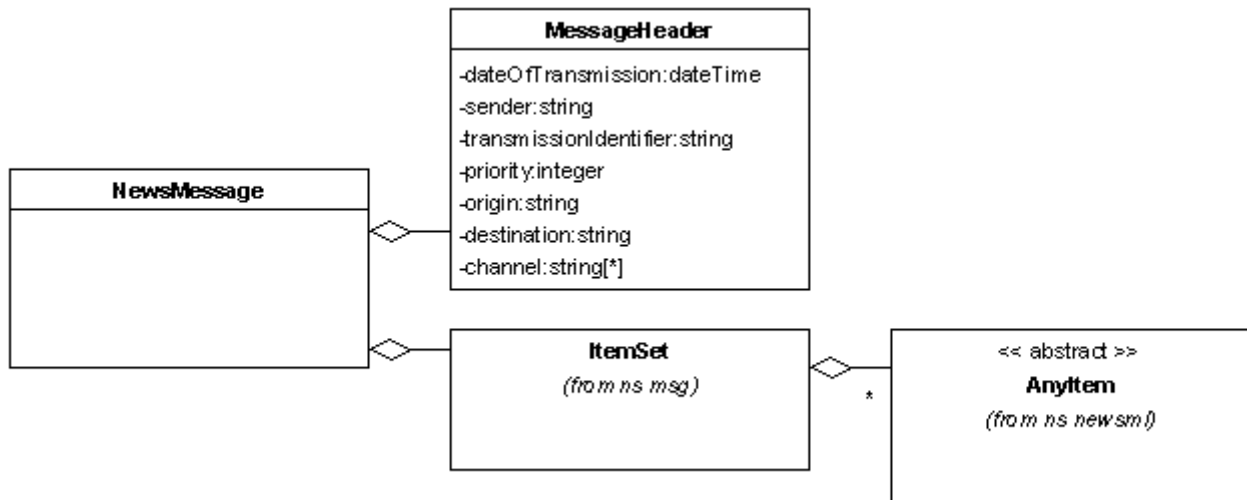 MessageHeader
-dateOfTransmission:dateTime
-sender:string
-transmissionIdentifier:string
-priority:integer
-origin:string
-destination:string
-channel:string[*]
NewsMessage
ItemSet
(from ns msg)
<< abstract >>
AnyItem
(from ns newsml)
*